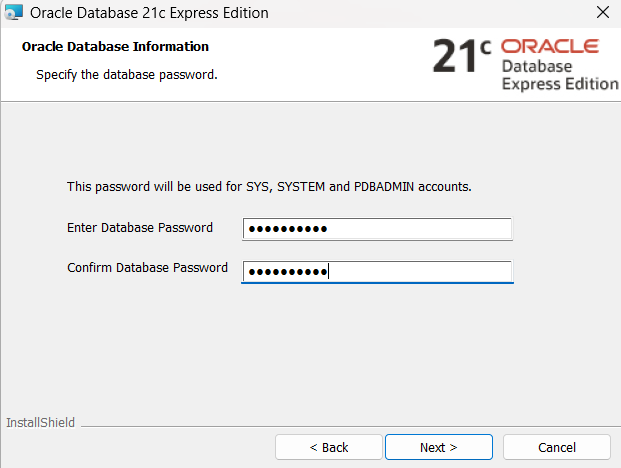 Oracle Database 21c Express Edition
Oracle Database Information
Specify the database password.
21c ORACLE
Database
Express Edition
This password will be used for SYS, SYSTEM and PDBADMIN accounts.
Enter Database Password ●●●●●●●●●●
Confirm Database Password ●●●●●●●●●●
InstallShield
< Back Next > Cancel